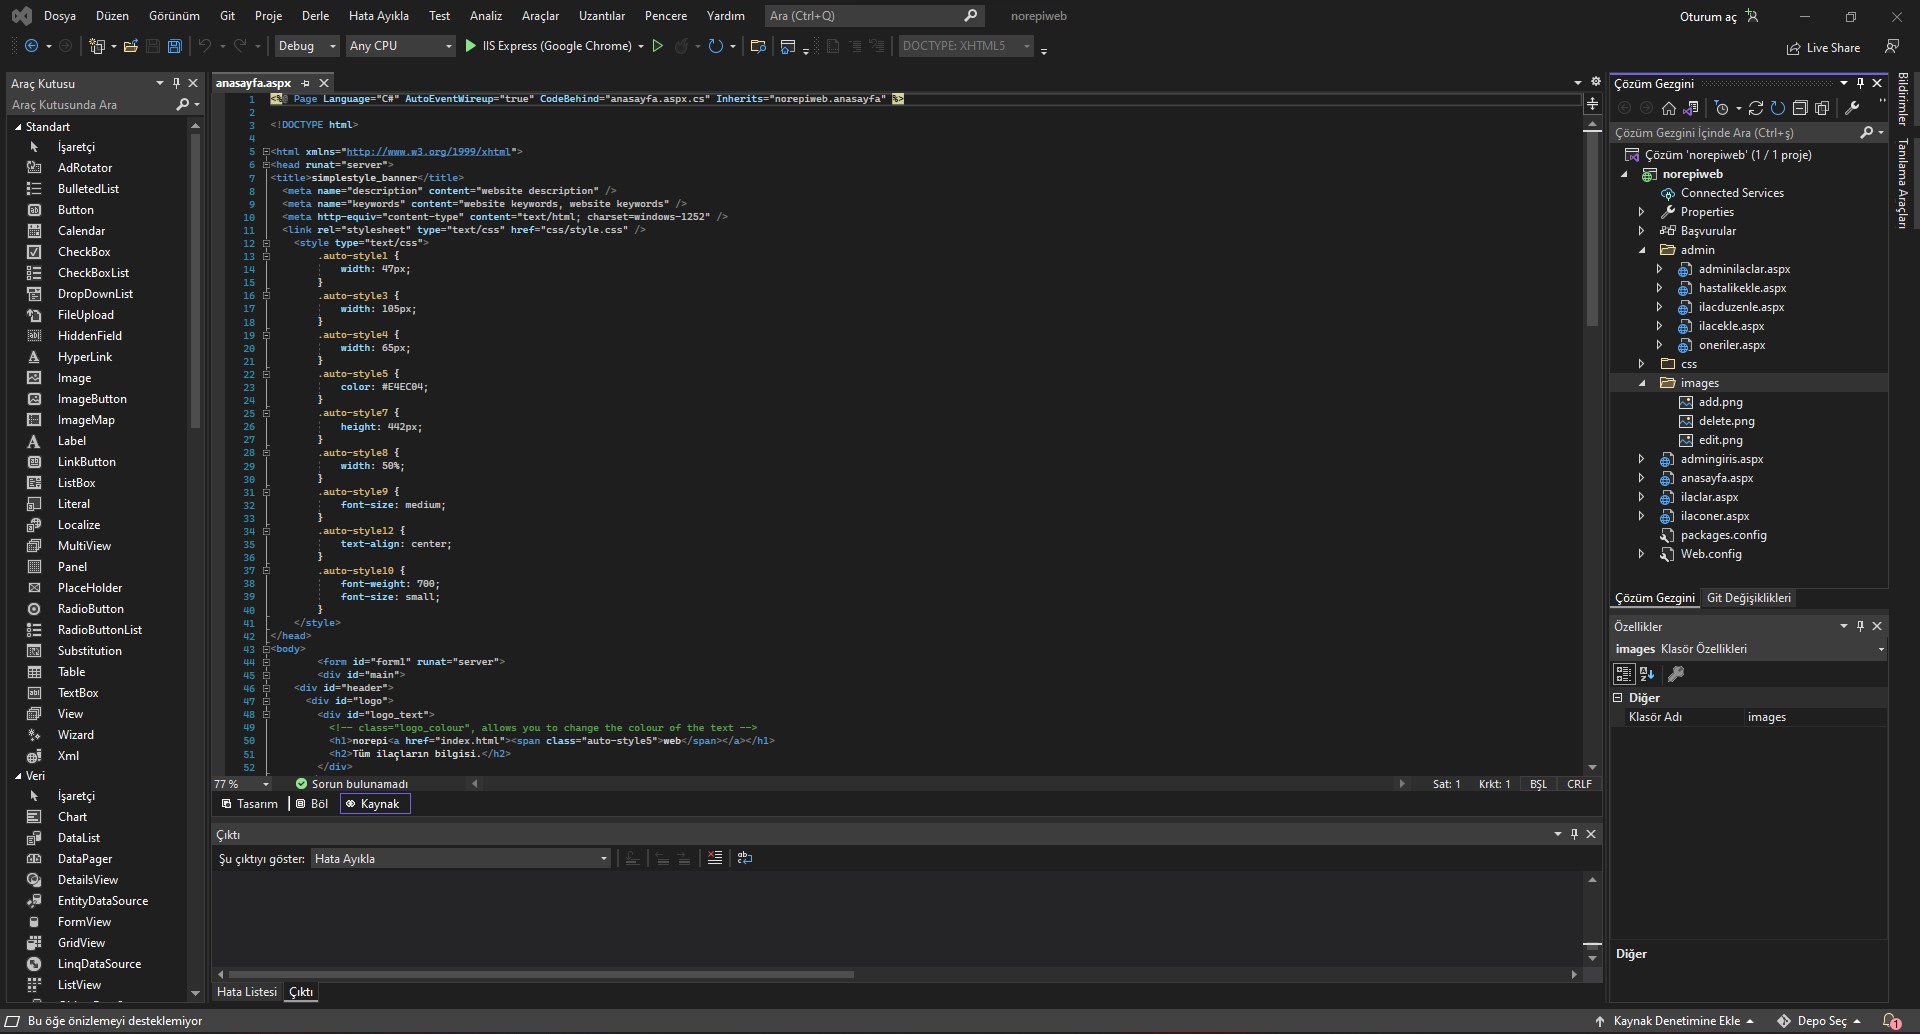 Dosya Düzen Görünüm Git Proje Derle Hata Ayıkla Test Analiz Araçlar Uzantılar Pencere Yardım Ara (Ctrl+Q) norepiweb Oturum aç
Debug Any CPU IIS Express (Google Chrome) DOCTYPE: XHTML5 Live Share
Araç Kutusu
Araç Kutusunda Ara
Standart
İşaretçi
AdRotator
BulletedList
Button
Calendar
CheckBox
CheckBoxList
DropDownList
FileUpload
HiddenField
HyperLink
Image
ImageButton
ImageMap
Label
LinkButton
ListBox
Literal
Localize
MultiView
Panel
PlaceHolder
RadioButton
RadioButtonList
Substitution
Table
TextBox
View
Wizard
Xml
Veri
İşaretçi
Chart
DataList
DataPager
DetailsView
EntityDataSource
FormView
GridView
LinqDataSource
ListView
anasayfa.aspx
1 <%@ Page Language="C#" AutoEventWireup="true" CodeBehind="anasayfa.aspx.cs" Inherits="norepiweb.anasayfa" %>
2
3 <!DOCTYPE html>
4
5 <html xmlns="http://www.w3.org/1999/xhtml">
6 <head runat="server">
7 <title>simplestyle_banner</title>
8 <meta name="description" content="website description" />
9 <meta name="keywords" content="website keywords, website keywords" />
10 <meta http-equiv="content-type" content="text/html; charset=windows-1252" />
11 <link rel="stylesheet" type="text/css" href="css/style.css" />
12 <style type="text/css">
13 .auto-style1 {
14 width: 47px;
15 }
16 .auto-style3 {
17 width: 105px;
18 }
19 .auto-style4 {
20 width: 65px;
21 }
22 .auto-style5 {
23 color: #E4EC04;
24 }
25 .auto-style7 {
26 height: 442px;
27 }
28 .auto-style8 {
29 width: 50%;
30 }
31 .auto-style9 {
32 font-size: medium;
33 }
34 .auto-style12 {
35 text-align: center;
36 }
37 .auto-style10 {
38 font-weight: 700;
39 font-size: small;
40 }
41 </style>
42 </head>
43 <body>
44 <form id="form1" runat="server">
45 <div id="main">
46 <div id="header">
47 <div id="logo">
48 <div id="logo_text">
49 <!-- class="logo_colour", allows you to change the colour of the text -->
50 <h1>norepi<a href="index.html"><span class="auto-style5">web</span></a></h1>
51 <h2>Tüm ilaçların bilgisi.</h2>
52 </div>
77 % Sorun bulunamadı Sat: 1 Krkt: 1 BŞL CRLF
Tasarım Böl Kaynak
Çıktı
Şu çıktıyı göster: Hata Ayıkla
Hata Listesi Çıktı
Çözüm Gezgini
Çözüm Gezgini İçinde Ara (Ctrl+ş)
Çözüm 'norepiweb' (1 / 1 proje)
norepiweb
Connected Services
Properties
Başvurular
admin
adminilaclar.aspx
hastalikekle.aspx
ilacduzenle.aspx
ilacekle.aspx
oneriler.aspx
css
images
add.png
delete.png
edit.png
admingiris.aspx
anasayfa.aspx
ilaclar.aspx
ilaconer.aspx
packages.config
Web.config
Çözüm Gezgini Git Değişiklikleri
Özellikler
images Klasör Özellikleri
Diğer
Klasör Adı images
Diğer
Bildirimler
Tanılama Araçları
Bu öğe önizlemeyi desteklemiyor Kaynak Denetimine Ekle Depo Seç 1